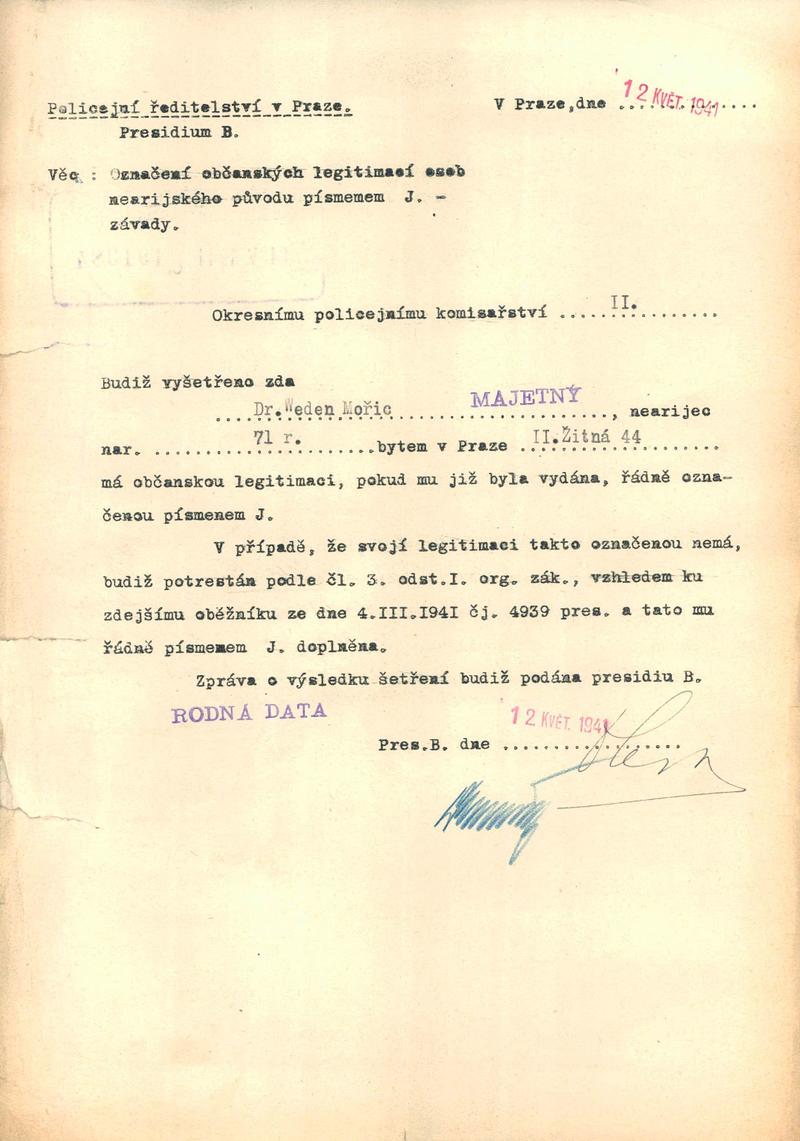 Policejní ředitelství v Praze.
V Praze,dne 12 KVĚT. 1941
Presidium B.
Věc : Označení občanských legitimací osob
nearijského původu písmemem J. -
závady.
Okresnímu policejnímu komisařství ....II...........
Budiž vyšetřeno zda
....Dr.Weden Mořic MAJETNÝ ...., nearijec
nar. ....71 r. ....bytem v Praze ..II.Žitná 44....
má občanskou legitimaci, pokud mu již byla vydána, řádně ozna-
čenou písmenem J.
V případě, že svojí legitimaci takto označenou nemá,
budiž potrestán podle čl. 3. odst.I. org. zák., vzhledem ku
zdejšímu oběžníku ze dne 4.III.1941 čj. 4939 pres. a tato mu
řádně písmenem J. doplněna.
Zpráva o výsledku šetření budiž podána presidiu B.
RODNÁ DATA
12 KVĚT. 1941
Pres.B. dne ....................